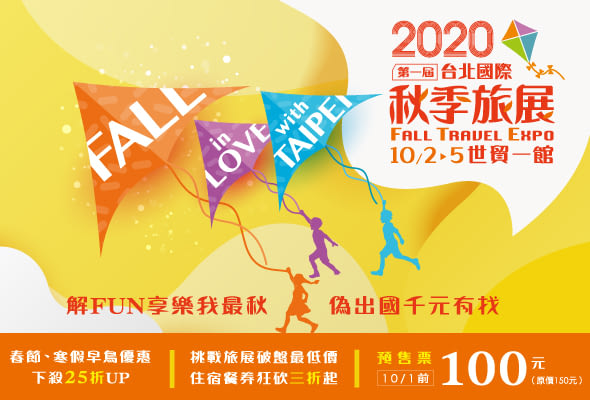 2020
第一屆 台北國際
秋季旅展
FALL TRAVEL EXPO
10/2▸5世貿一館
FALL
in
LOVE
with
TAIPEI
解FUN享樂我最秋 偽出國千元有找
春節、寒假早鳥優惠
下殺25折UP
挑戰旅展破盤最低價
住宿餐券狂砍三折起
預售票
10/1前
100元
(原價150元)